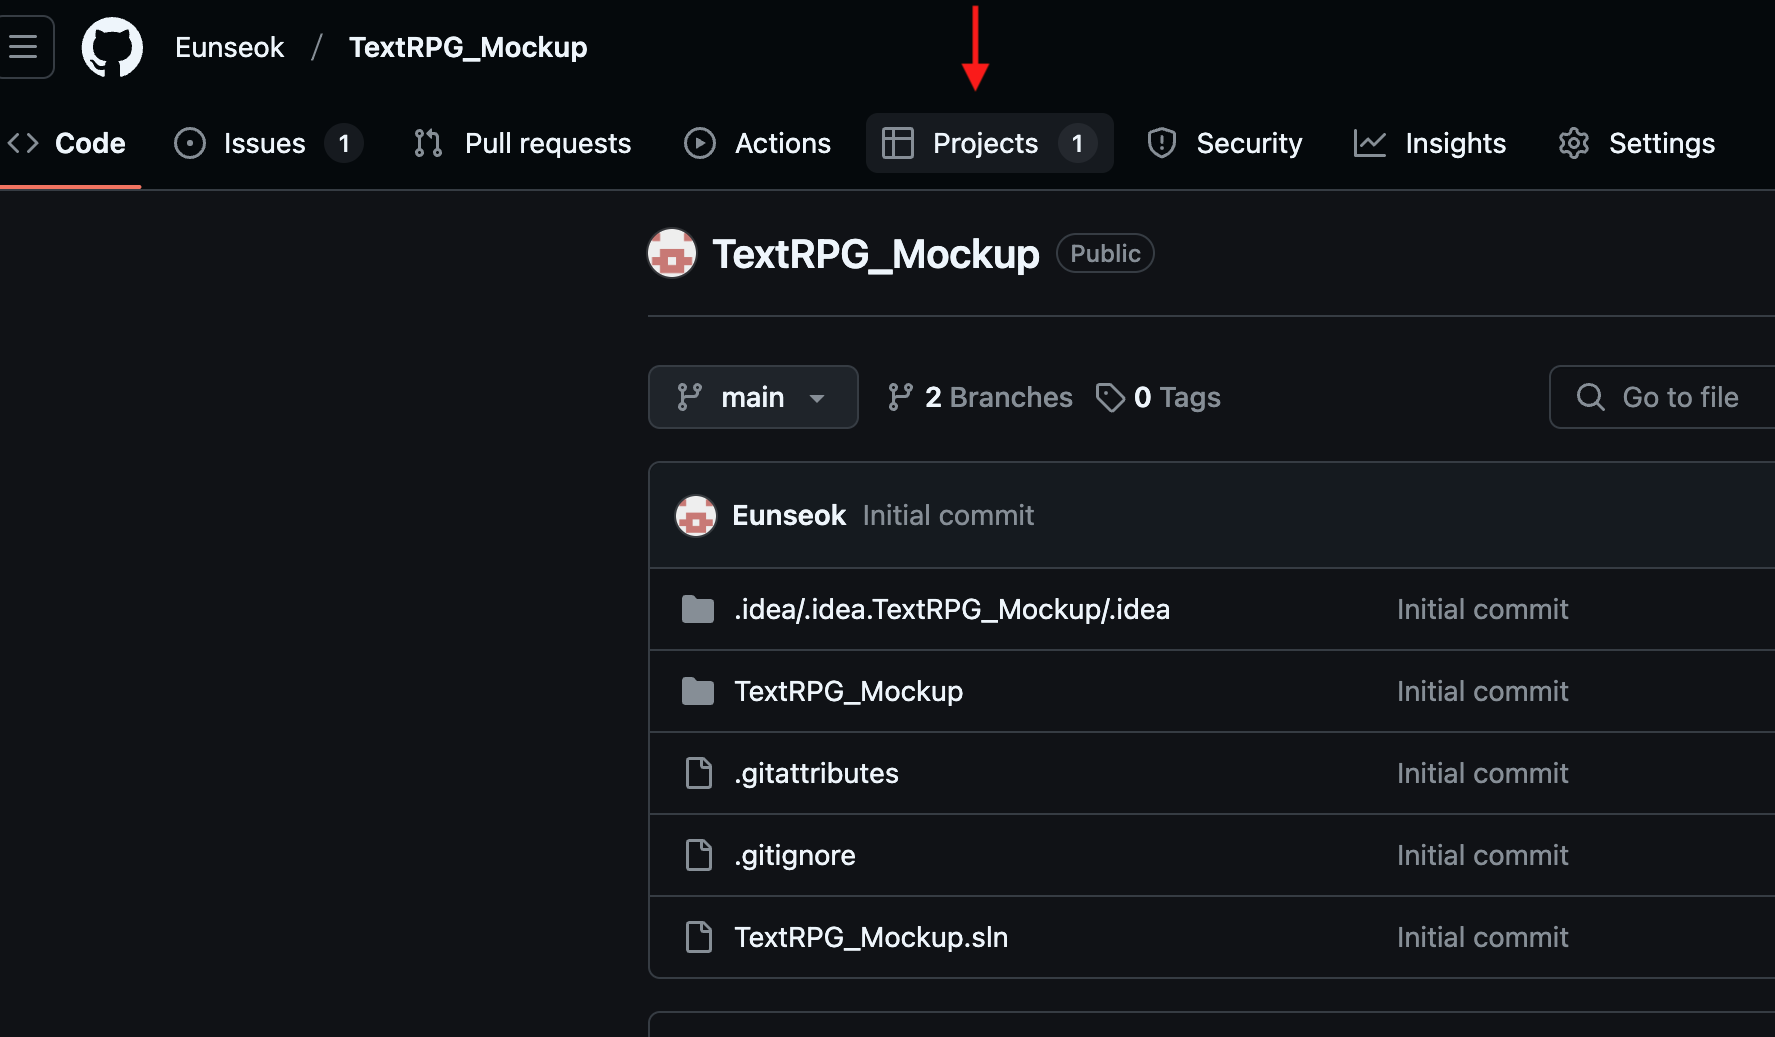 Eunseok / TextRPG_Mockup
Code Issues 1 Pull requests Actions Projects 1 Security Insights Settings
TextRPG_Mockup Public
main 2 Branches 0 Tags Go to file
Eunseok Initial commit
.idea/.idea.TextRPG_Mockup/.idea Initial commit
TextRPG_Mockup Initial commit
.gitattributes Initial commit
.gitignore Initial commit
TextRPG_Mockup.sln Initial commit